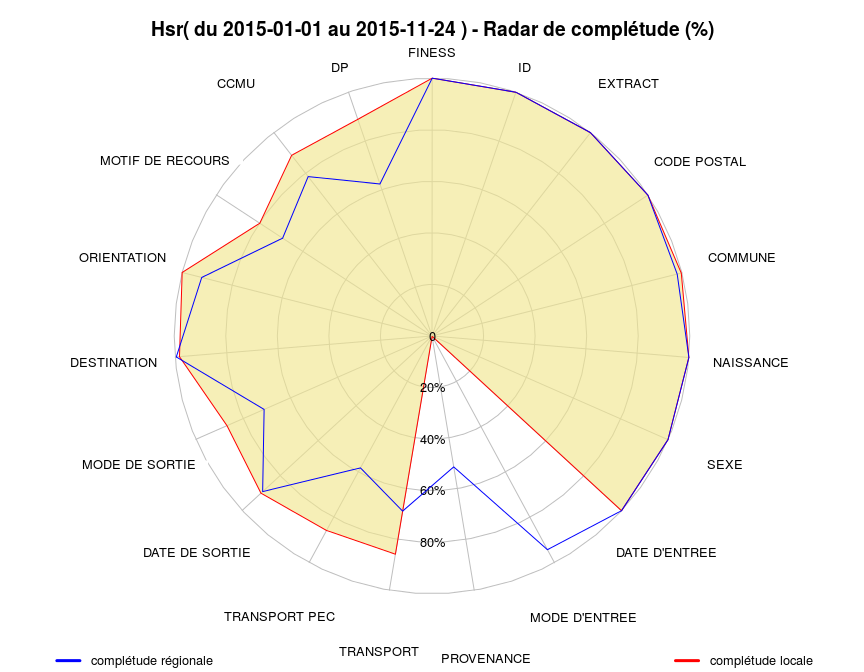 Hsr( du 2015-01-01 au 2015-11-24 ) - Radar de complétude (%)
FINESS
DP
ID
CCMU
EXTRACT
MOTIF DE RECOURS
CODE POSTAL
ORIENTATION
COMMUNE
0
DESTINATION
NAISSANCE
20%
40%
MODE DE SORTIE
SEXE
60%
80%
DATE DE SORTIE
DATE D'ENTREE
TRANSPORT PEC
MODE D'ENTREE
TRANSPORT
PROVENANCE
complétude régionale
complétude locale